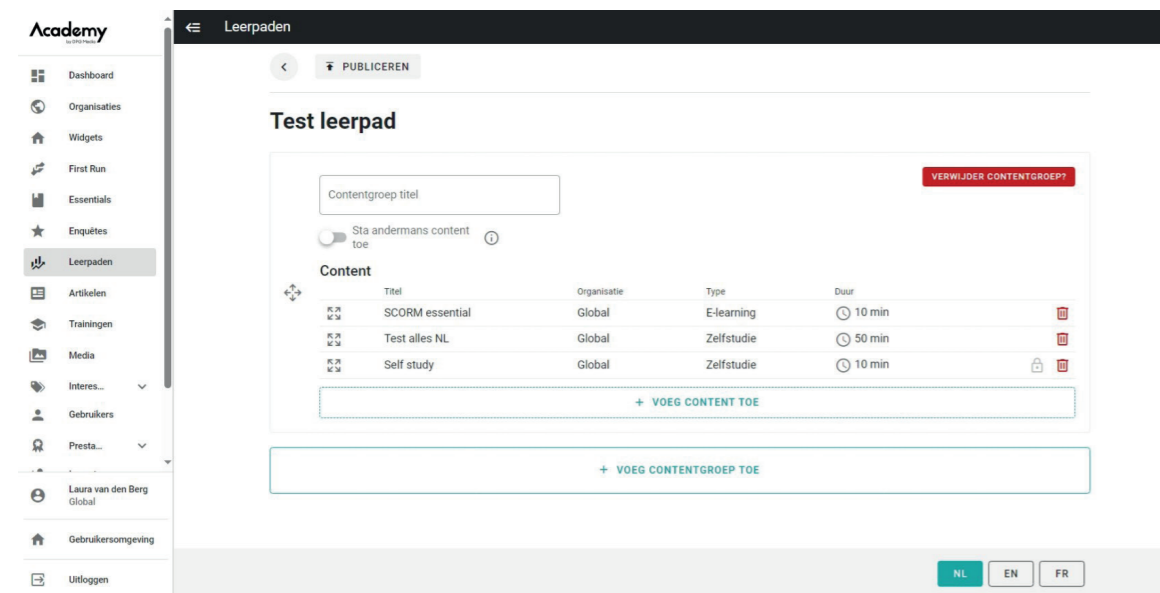 Academy
by DPG Media
Leerpaden
Dashboard
Organisaties
Widgets
First Run
Essentials
Enquêtes
Leerpaden
Artikelen
Trainingen
Media
Interes...
Gebruikers
Presta...
Laura van den Berg
Global
Gebruikersomgeving
Uitloggen
PUBLICEREN
Test leerpad
VERWIJDER CONTENTGROEP?
Contentgroep titel
Sta andermans content
toe
Content
Titel Organisatie Type Duur
SCORM essential Global E-learning 10 min
Test alles NL Global Zelfstudie 50 min
Self study Global Zelfstudie 10 min
+ VOEG CONTENT TOE
+ VOEG CONTENTGROEP TOE
NL EN FR